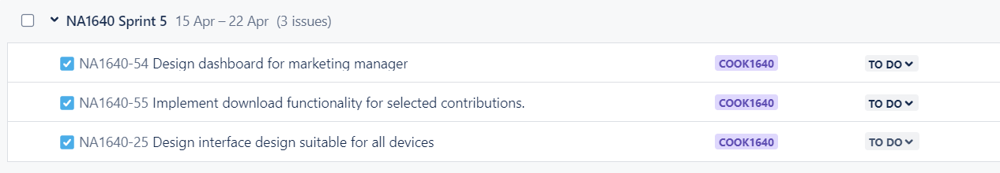 NA1640 Sprint 5 15 Apr – 22 Apr (3 issues)
NA1640-54 Design dashboard for marketing manager COOK1640 TO DO
NA1640-55 Implement download functionality for selected contributions. COOK1640 TO DO
NA1640-25 Design interface design suitable for all devices COOK1640 TO DO